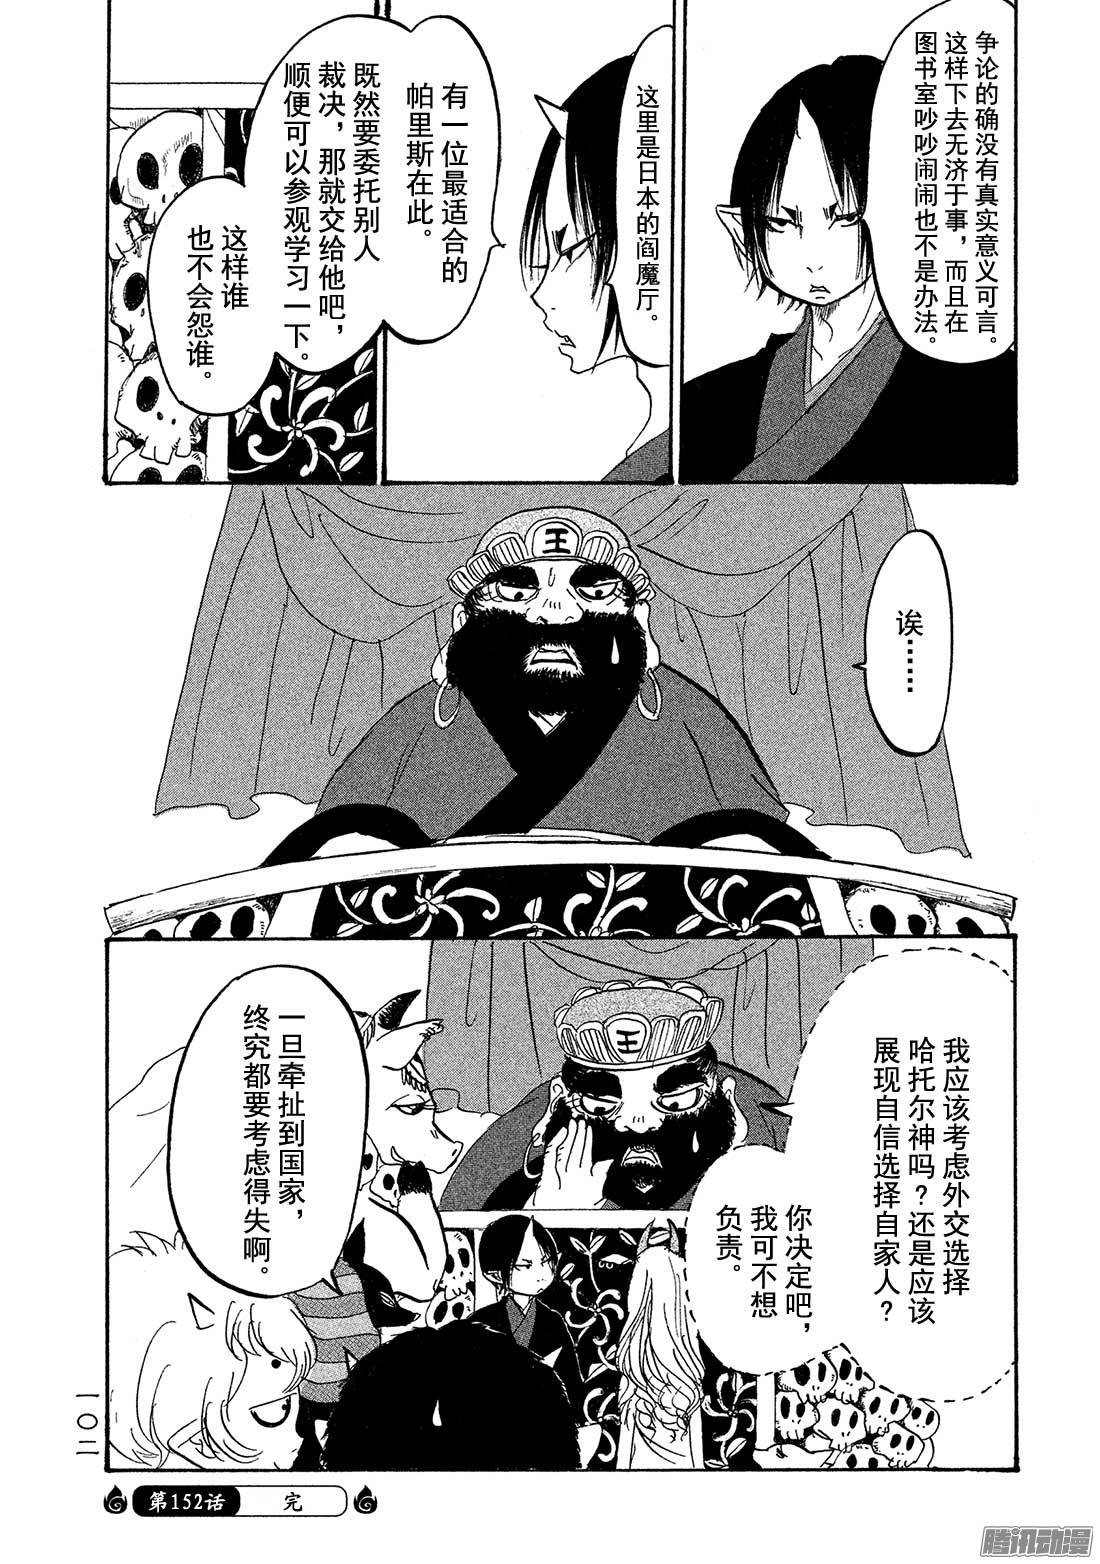 争论的确没有真实意义可言。
这样下去无济于事，而且在
图书室吵吵闹闹也不是办法。
这里是日本的阎魔厅。
有一位最适合的
帕里斯在此。
既然要委托别人
裁决，那就交给他吧，
顺便可以参观学习一下。
这样谁
也不会怨谁。
王
诶……
我应该考虑外交选择
哈托尔神吗？还是应该
展现自信选择自家人？
王
你决定吧，
我可不想
负责。
一旦牵扯到国家，
终究都要考虑得失啊。
一〇二
第152话 完
腾讯动漫